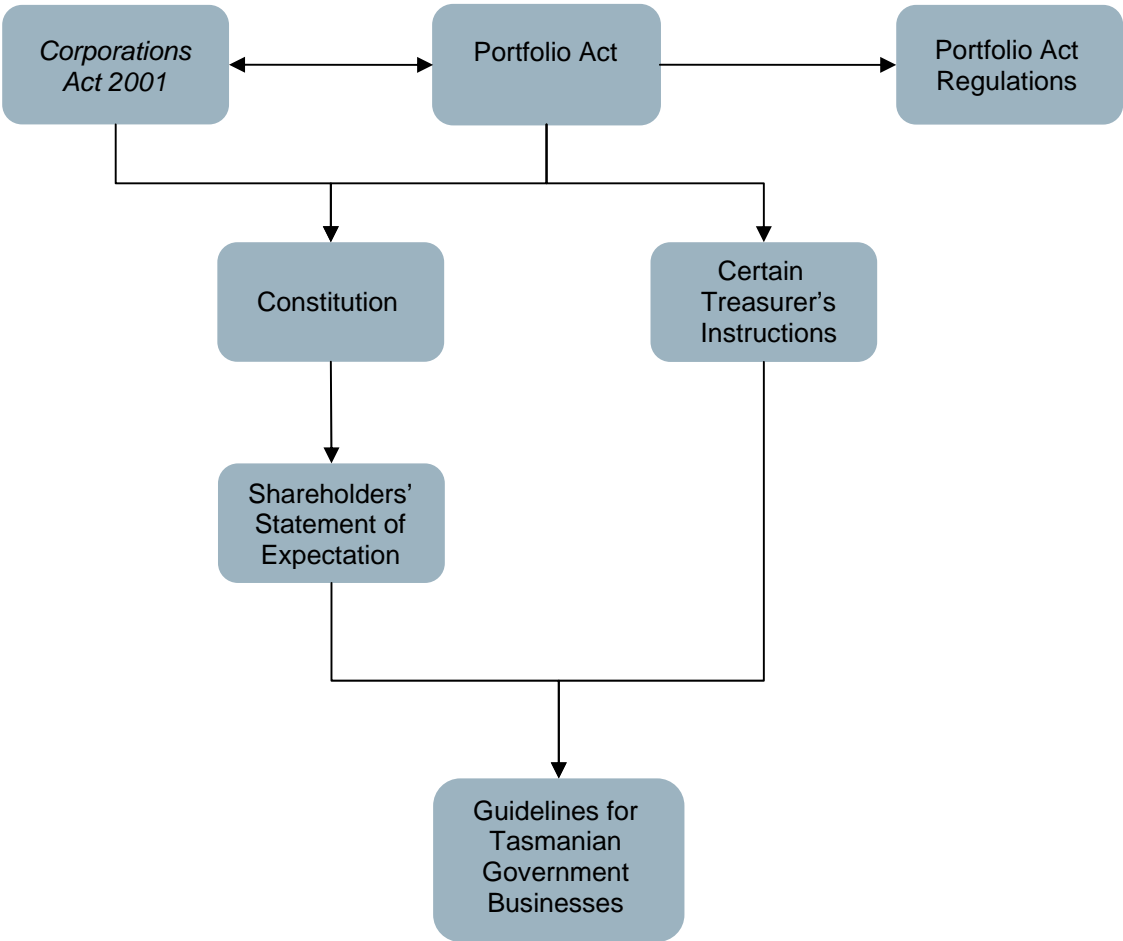 Corporations
Act 2001
Portfolio Act
Portfolio Act
Regulations
Constitution
Certain
Treasurer’s
Instructions
Shareholders’
Statement of
Expectation
Guidelines for
Tasmanian
Government
Businesses